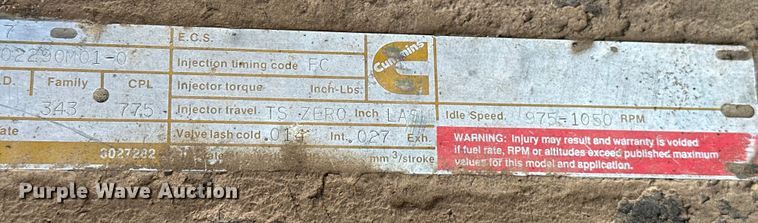 7 E.C.S.
02290M01-0 Injection timing code FC Cummins
.D. Family CPL Injector torque Inch-Lbs.
343 775 Injector travel TS ZERO Inch LASH Idle Speed 975-1050 RPM
ate Valve lash cold .014 Int. .027 Exh.
3027282 mm³/stroke
WARNING: Injury may result and warranty is voided
if fuel rate, RPM or altitudes exceed published maximum
values for this model and application.
Purple Wave Auction